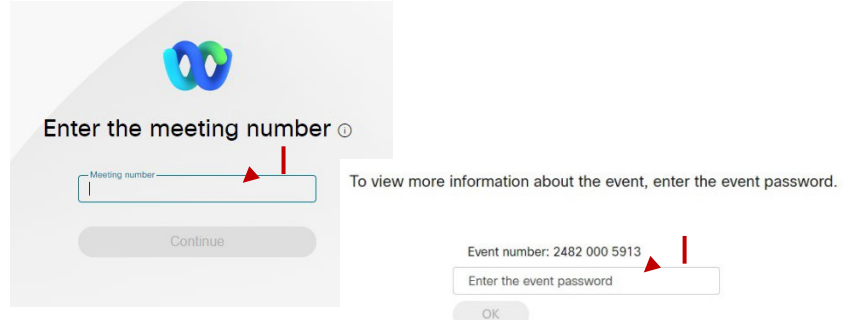 Enter the meeting number
Meeting number
Continue
To view more information about the event, enter the event password.
Event number: 2482 000 5913
Enter the event password
OK